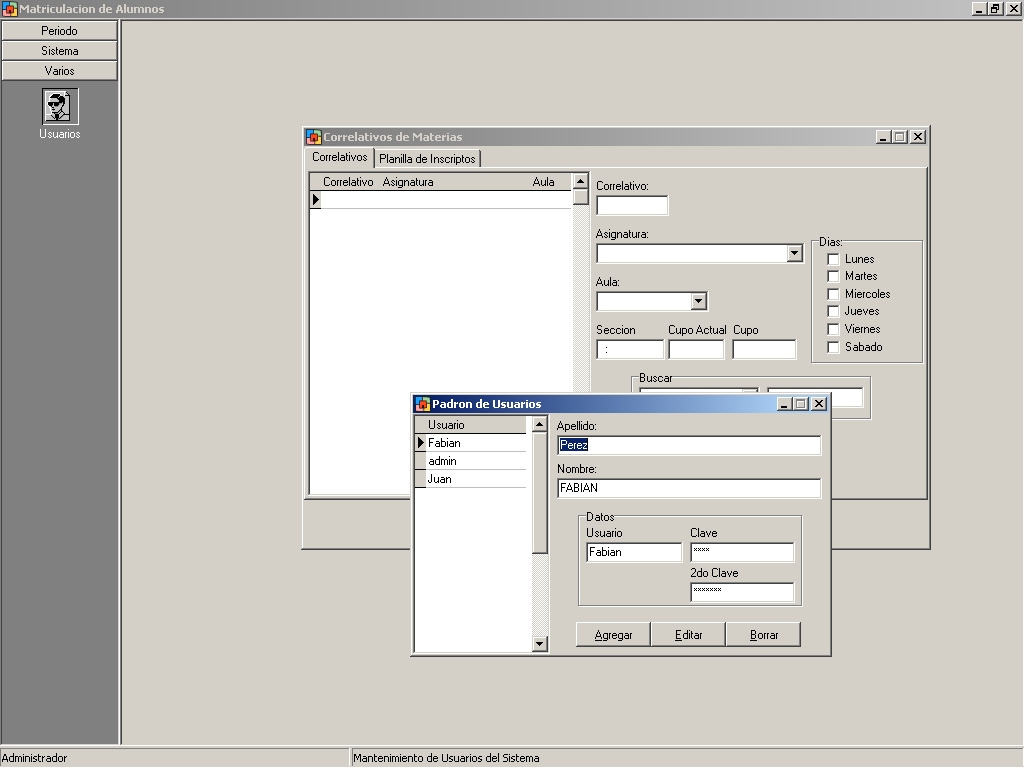 Matriculacion de Alumnos
Periodo
Sistema
Varios
Usuarios
Correlativos de Materias
Correlativos Planilla de Inscriptos
Correlativo Asignatura Aula
Correlativo:
Asignatura:
Aula:
Seccion Cupo Actual Cupo
:
Dias:
Lunes
Martes
Miercoles
Jueves
Viernes
Sabado
Buscar
Padron de Usuarios
Usuario
Fabian
admin
Juan
Apellido:
Perez
Nombre:
FABIAN
Datos
Usuario Clave
Fabian ****
2do Clave
*******
Agregar Editar Borrar
Administrador Mantenimiento de Usuarios del Sistema